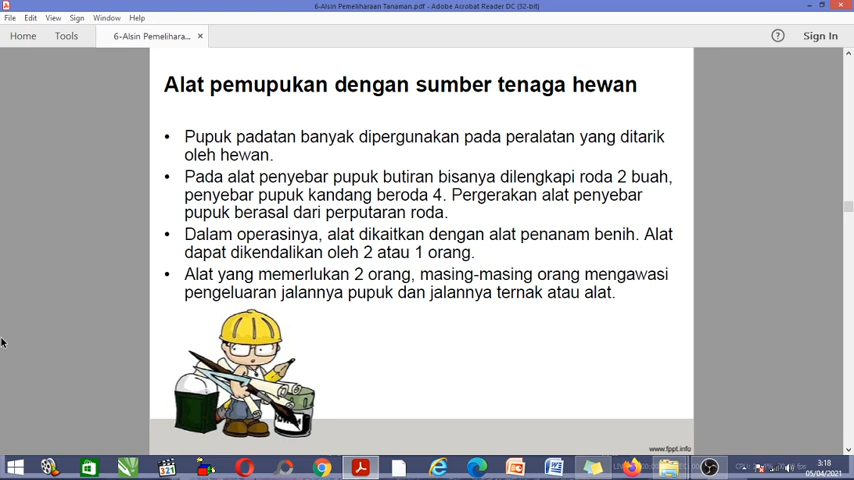 6-Alsin Pemeliharaan Tanaman.pdf - Adobe Acrobat Reader DC (32-bit)
File Edit View Sign Window Help
Home Tools 6-Alsin Pemelihara... × Sign In
Alat pemupukan dengan sumber tenaga hewan
• Pupuk padatan banyak dipergunakan pada peralatan yang ditarik
oleh hewan.
• Pada alat penyebar pupuk butiran bisanya dilengkapi roda 2 buah,
penyebar pupuk kandang beroda 4. Pergerakan alat penyebar
pupuk berasal dari perputaran roda.
• Dalam operasinya, alat dikaitkan dengan alat penanam benih. Alat
dapat dikendalikan oleh 2 atau 1 orang.
• Alat yang memerlukan 2 orang, masing-masing orang mengawasi
pengeluaran jalannya pupuk dan jalannya ternak atau alat.
www.fppt.info
321
3:18
05/04/2021